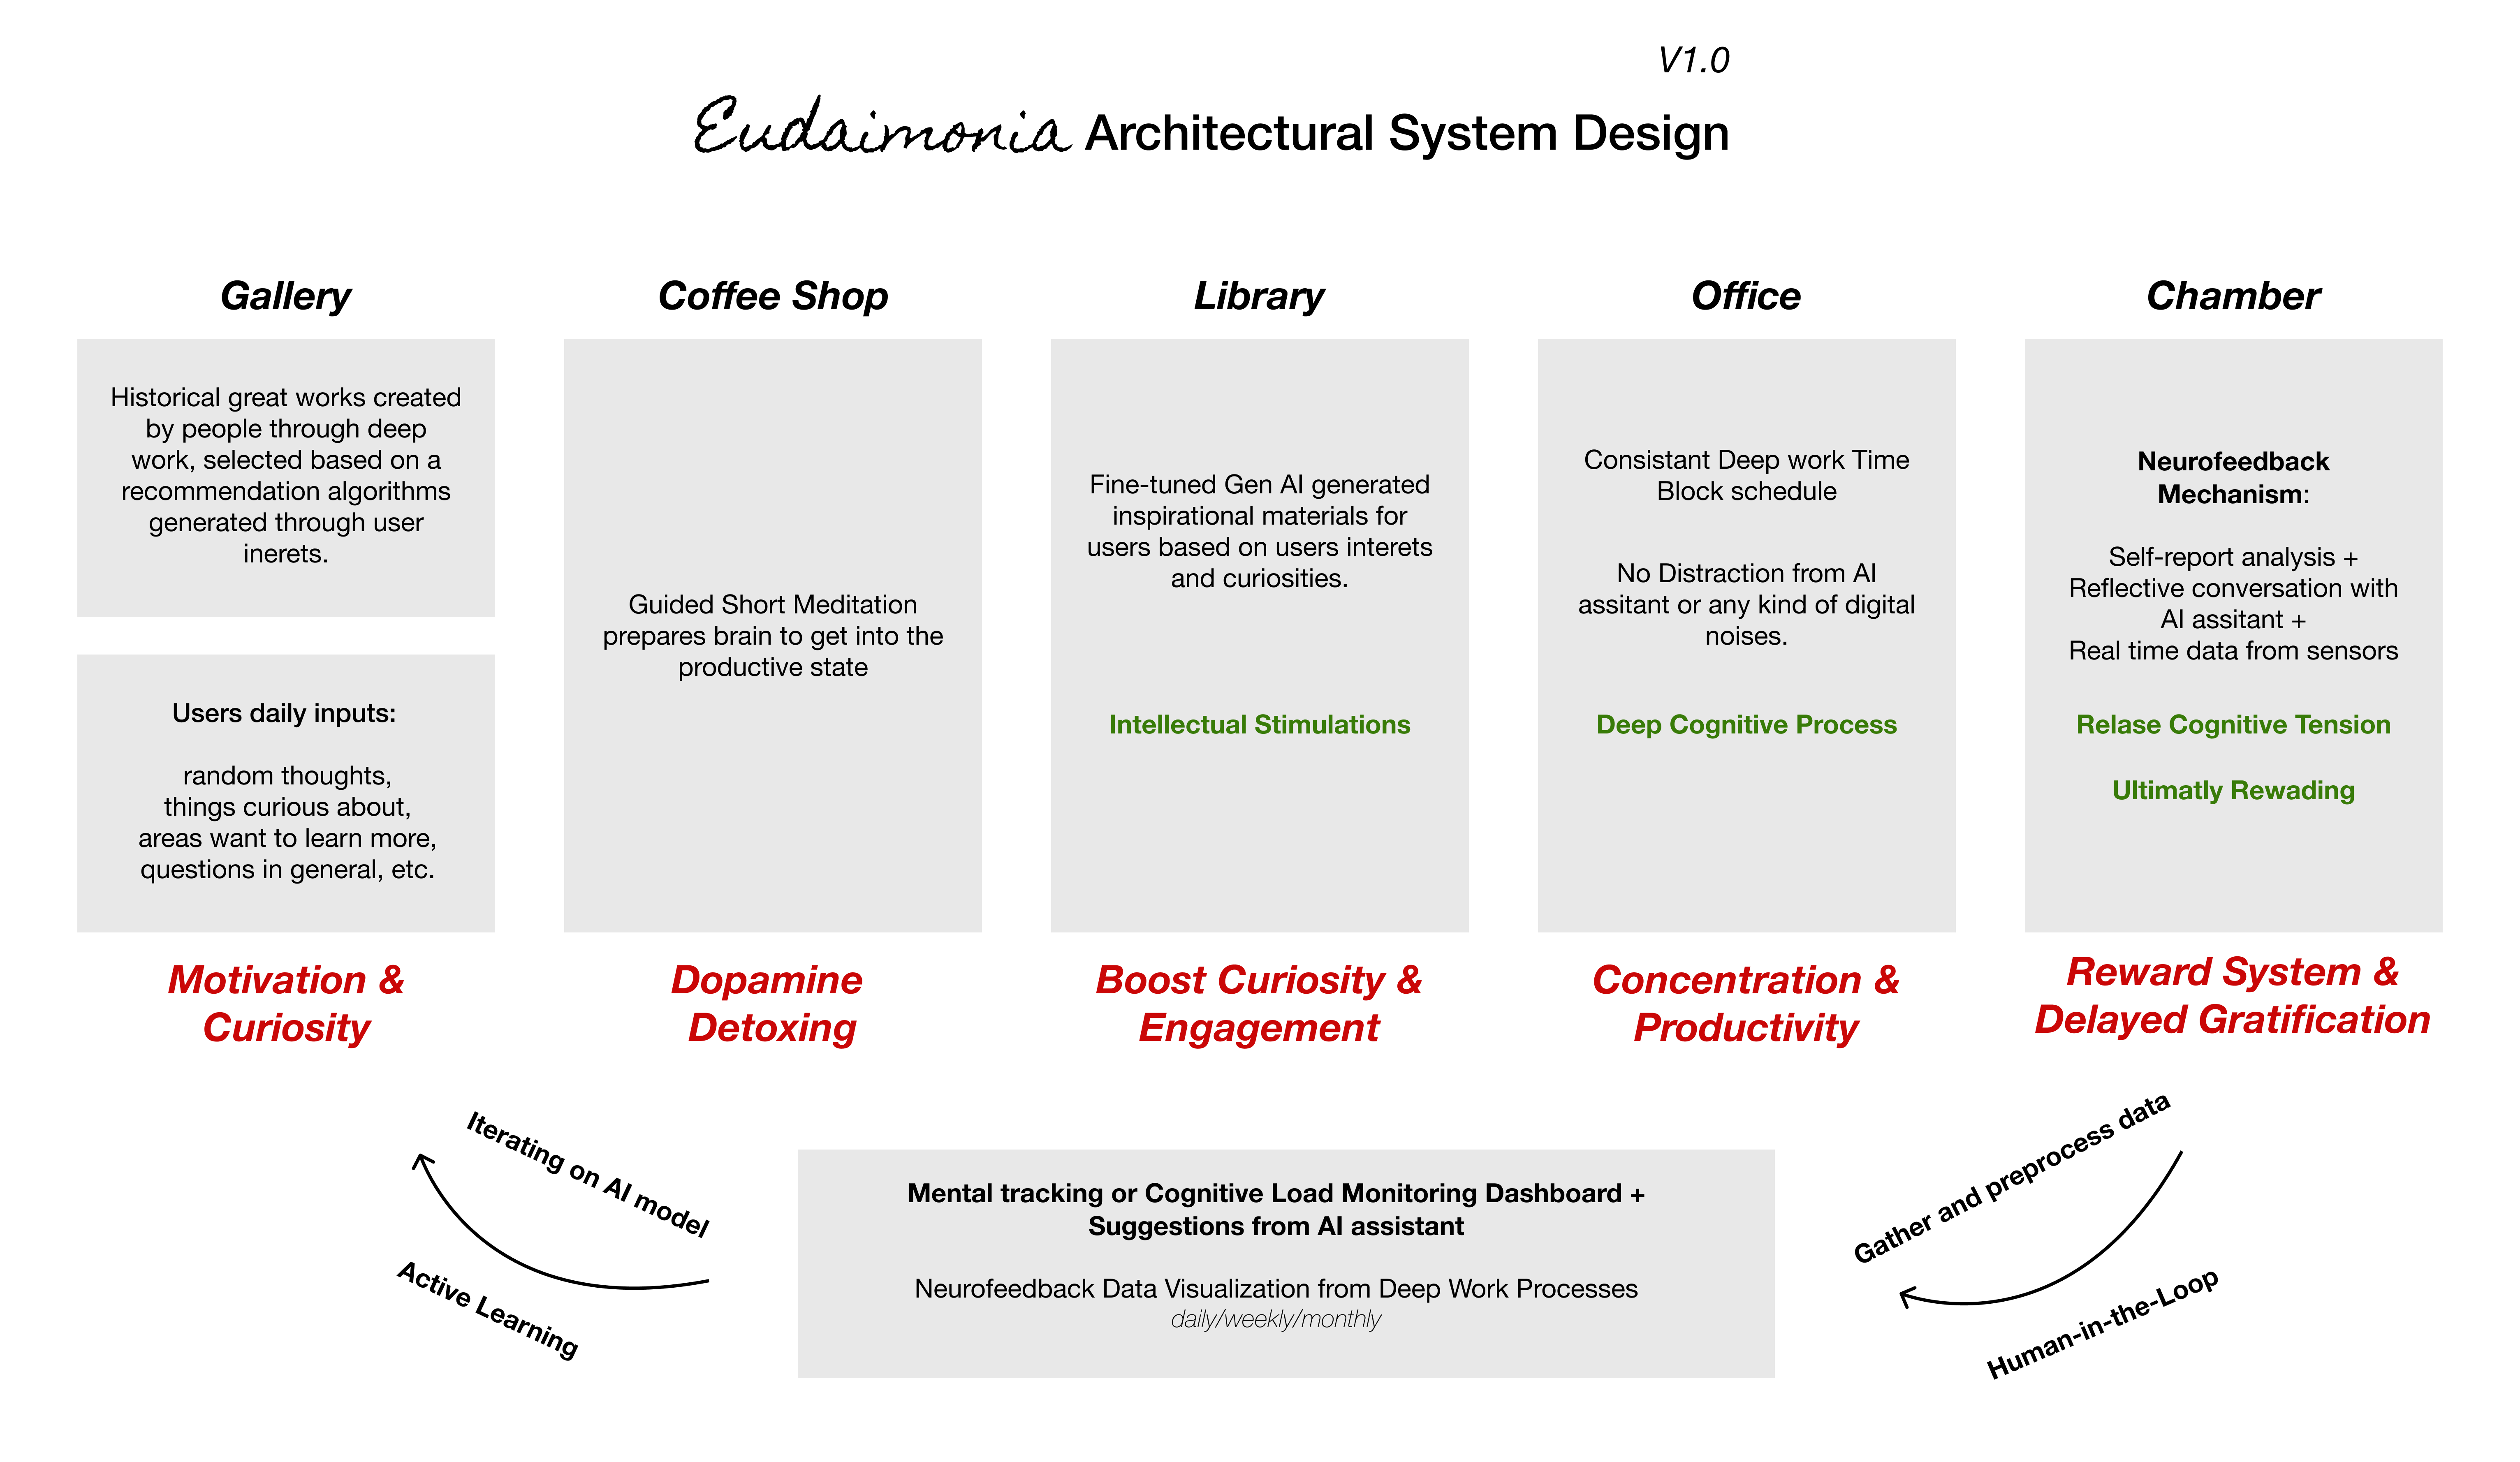 V1.0
Eudaimonia Architectural System Design
Gallery
Historical great works created
by people through deep
work, selected based on a
recommendation algorithms
generated through user
inerets.
Users daily inputs:
random thoughts,
things curious about,
areas want to learn more,
questions in general, etc.
Motivation &
Curiosity
Coffee Shop
Guided Short Meditation
prepares brain to get into the
productive state
Dopamine
Detoxing
Library
Fine-tuned Gen AI generated
inspirational materials for
users based on users interets
and curiosities.
Intellectual Stimulations
Boost Curiosity &
Engagement
Office
Consistant Deep work Time
Block schedule
No Distraction from AI
assitant or any kind of digital
noises.
Deep Cognitive Process
Concentration &
Productivity
Chamber
Neurofeedback
Mechanism:
Self-report analysis +
Reflective conversation with
AI assitant +
Real time data from sensors
Relase Cognitive Tension
Ultimatly Rewading
Reward System &
Delayed Gratification
Iterating on AI model
Active Learning
Mental tracking or Cognitive Load Monitoring Dashboard +
Suggestions from AI assistant
Neurofeedback Data Visualization from Deep Work Processes
daily/weekly/monthly
Gather and preprocess data
Human-in-the-Loop